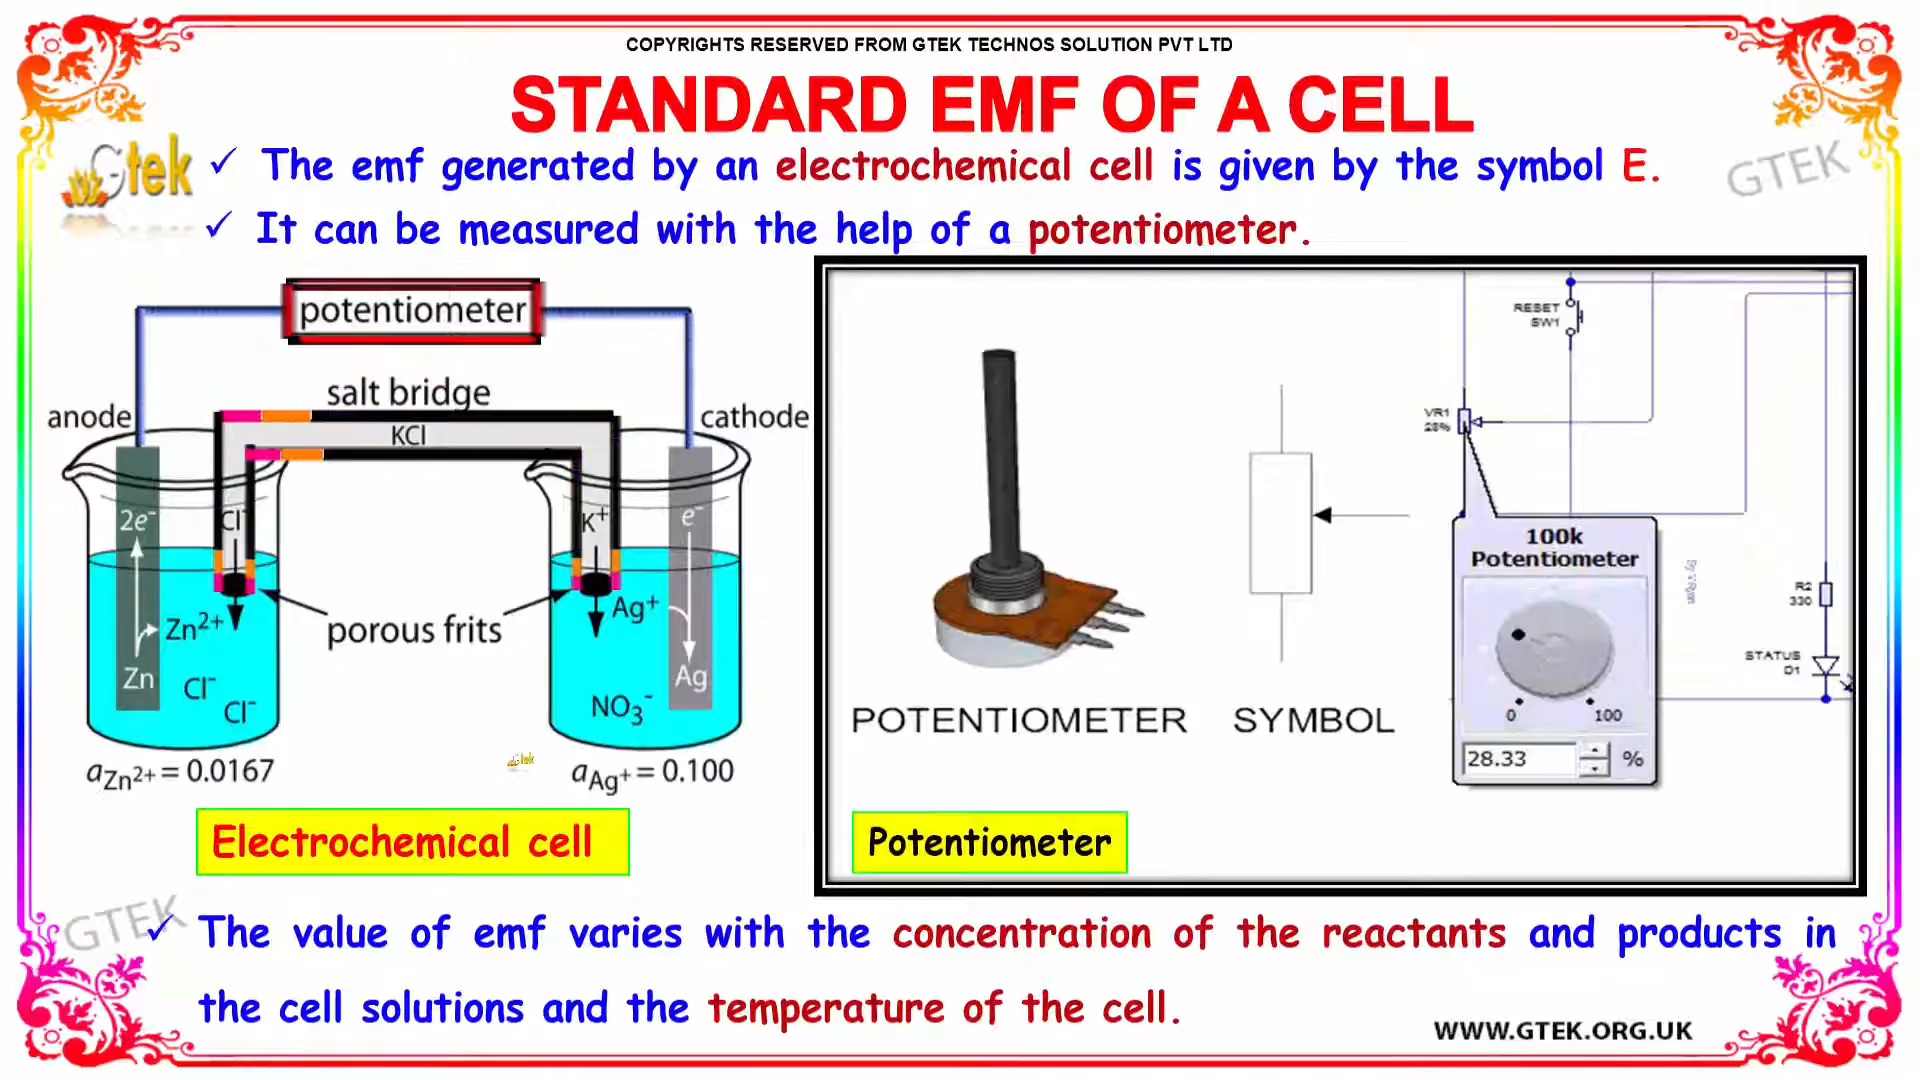 COPYRIGHTS RESERVED FROM GTEK TECHNOS SOLUTION PVT LTD
STANDARD EMF OF A CELL
Gtek
GTEK
✓ The emf generated by an electrochemical cell is given by the symbol E.
✓ It can be measured with the help of a potentiometer.
potentiometer
salt bridge
anode
cathode
KCl
2e⁻
Cl⁻
K⁺
e⁻
Zn²⁺
Ag⁺
porous frits
Zn
Cl⁻
Cl⁻
NO₃⁻
Ag
a Zn²⁺ = 0.0167
tek
a Ag⁺ = 0.100
Electrochemical cell
RESET
SW1
VR1
28%
100k
Potentiometer
R2
330
STATUS
D1
0
100
28.33
%
POTENTIOMETER
SYMBOL
Potentiometer
GTEK
✓ The value of emf varies with the concentration of the reactants and products in
the cell solutions and the temperature of the cell.
WWW.GTEK.ORG.UK